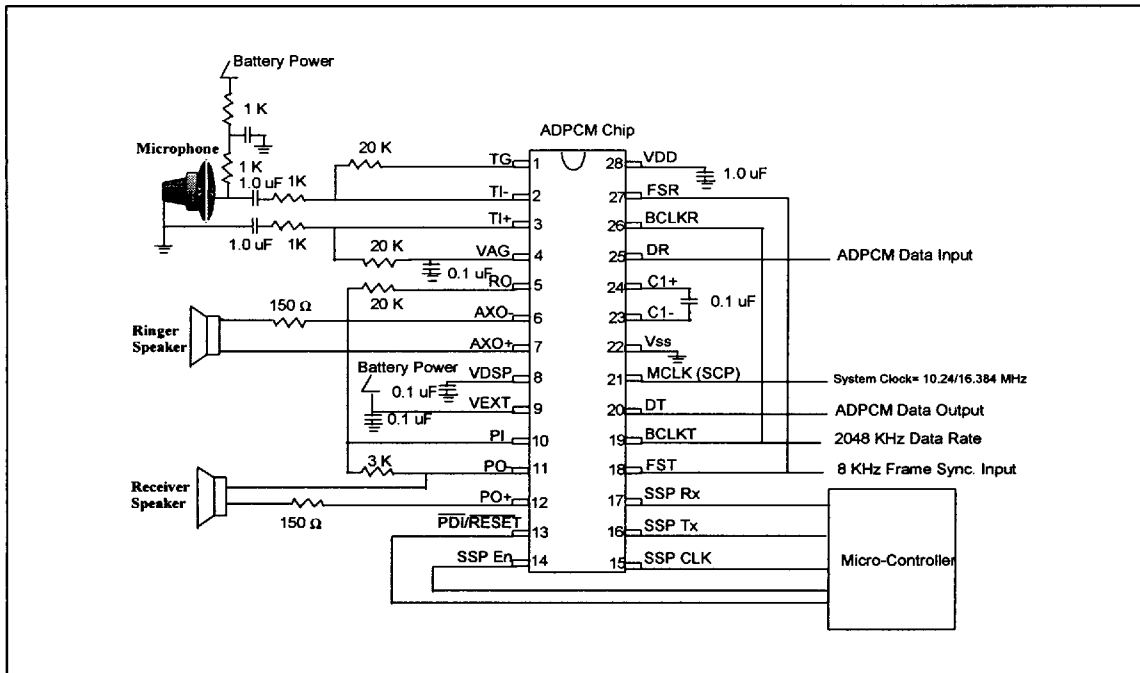 Battery Power
1 K
ADPCM Chip
Microphone
20 K
1 K
1.0 uF
1K
TG
1
28
VDD
1.0 uF
TI-
2
27
FSR
TI+
3
26
BCLKR
1.0 uF
1K
20 K
VAG
4
25
DR
ADPCM Data Input
0.1 uF
RO
5
24
C1+
20 K
0.1 uF
150 Ω
AXO-
6
23
C1-
Ringer
Speaker
AXO+
7
22
Vss
Battery Power
VDSP
8
21
MCLK (SCP)
System Clock= 10.24/16.384 MHz
0.1 uF
VEXT
9
20
DT
ADPCM Data Output
0.1 uF
PI
10
19
BCLKT
2048 KHz Data Rate
3 K
PO
11
18
FST
8 KHz Frame Sync. Input
Receiver
Speaker
PO+
12
17
SSP Rx
150 Ω
PDI/RESET
13
16
SSP Tx
SSP En
14
15
SSP CLK
Micro-Controller